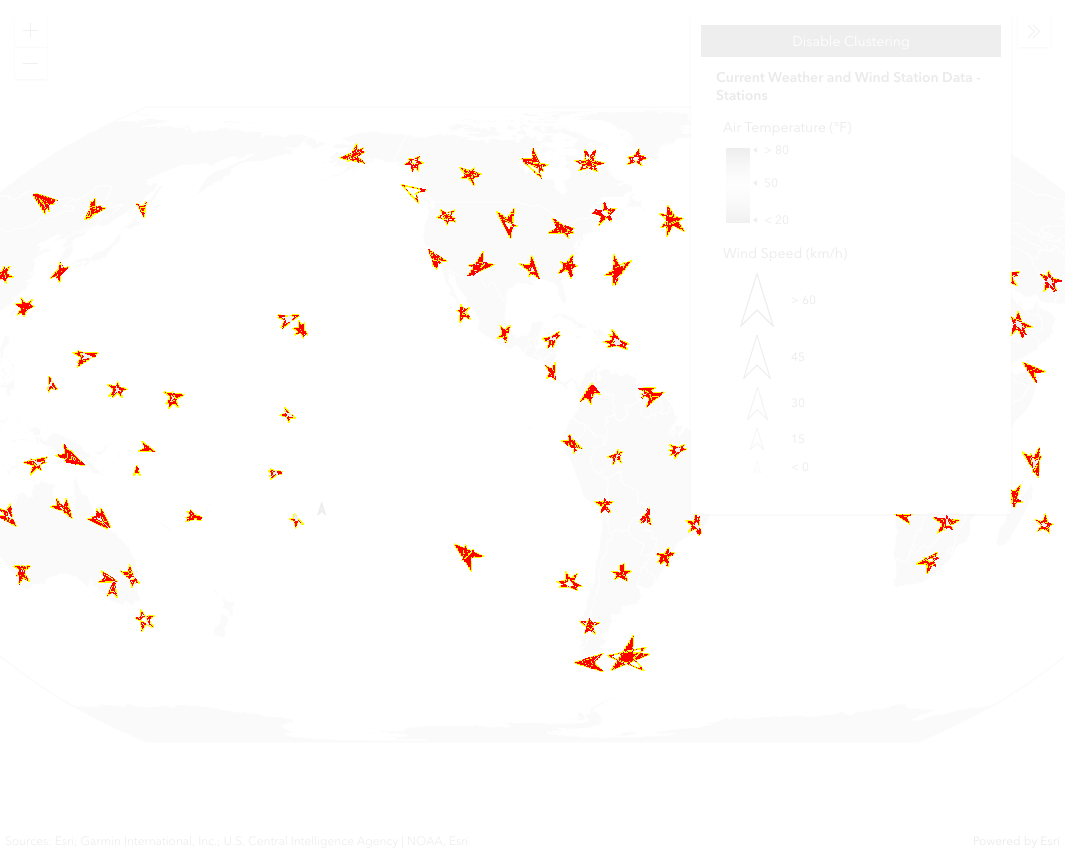 +
−
Disable Clustering
Current Weather and Wind Station Data -
Stations
Air Temperature (°F)
> 80
50
< 20
Wind Speed (km/h)
> 60
45
30
15
< 0
Sources: Esri; Garmin International, Inc.; U.S. Central Intelligence Agency | NOAA, Esri
Powered by Esri